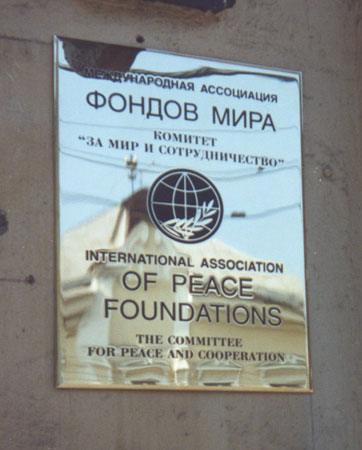 МЕЖДУНАРОДНАЯ АССОЦИАЦИЯ
ФОНДОВ МИРА
КОМИТЕТ
"ЗА МИР И СОТРУДНИЧЕСТВО"
INTERNATIONAL ASSOCIATION
OF PEACE
FOUNDATIONS
THE COMMITTEE
FOR PEACE AND COOPERATION